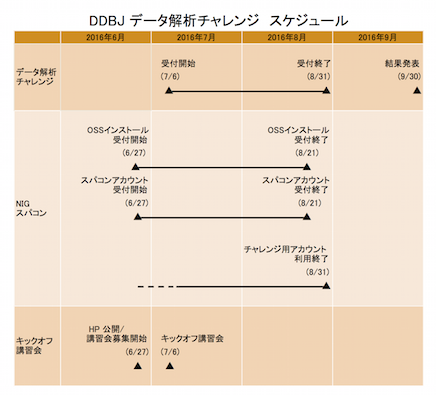 DDBJ データ解析チャレンジ スケジュール
2016年6月
2016年7月
2016年8月
2016年9月
データ解析
チャレンジ
受付開始
(7/6)
受付終了
(8/31)
結果発表
(9/30)
NIG
スパコン
OSSインストール
受付開始
(6/27)
OSSインストール
受付終了
(8/21)
スパコンアカウント
受付開始
(6/27)
スパコンアカウント
受付終了
(8/21)
チャレンジ用アカウント
利用終了
(8/31)
キックオフ
講習会
HP 公開/
講習会募集開始
(6/27)
キックオフ講習会
(7/6)